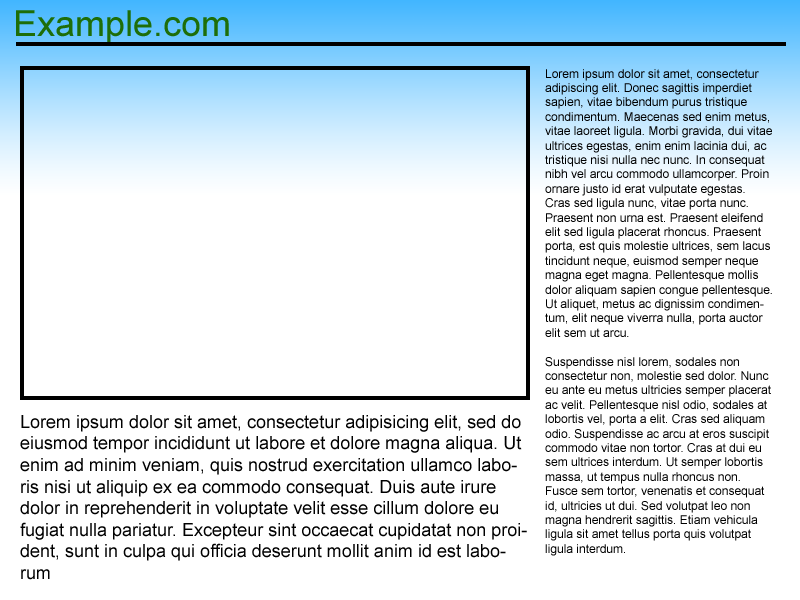 Example.com
Lorem ipsum dolor sit amet, consectetur adipisicing elit, sed do
eiusmod tempor incididunt ut labore et dolore magna aliqua. Ut
enim ad minim veniam, quis nostrud exercitation ullamco labo-
ris nisi ut aliquip ex ea commodo consequat. Duis aute irure
dolor in reprehenderit in voluptate velit esse cillum dolore eu
fugiat nulla pariatur. Excepteur sint occaecat cupidatat non proi-
dent, sunt in culpa qui officia deserunt mollit anim id est labo-
rum
Lorem ipsum dolor sit amet, consectetur
adipiscing elit. Donec sagittis imperdiet
sapien, vitae bibendum purus tristique
condimentum. Maecenas sed enim metus,
vitae laoreet ligula. Morbi gravida, dui vitae
ultrices egestas, enim enim lacinia dui, ac
tristique nisi nulla nec nunc. In consequat
nibh vel arcu commodo ullamcorper. Proin
ornare justo id erat vulputate egestas.
Cras sed ligula nunc, vitae porta nunc.
Praesent non urna est. Praesent eleifend
elit sed ligula placerat rhoncus. Praesent
porta, est quis molestie ultrices, sem lacus
tincidunt neque, euismod semper neque
magna eget magna. Pellentesque mollis
dolor aliquam sapien congue pellentesque.
Ut aliquet, metus ac dignissim condimen-
tum, elit neque viverra nulla, porta auctor
elit sem ut arcu.
Suspendisse nisl lorem, sodales non
consectetur non, molestie sed dolor. Nunc
eu ante eu metus ultricies semper placerat
ac velit. Pellentesque nisl odio, sodales at
lobortis vel, porta a elit. Cras sed aliquam
odio. Suspendisse ac arcu at eros suscipit
commodo vitae non tortor. Cras at dui eu
sem ultrices interdum. Ut semper lobortis
massa, ut tempus nulla rhoncus non.
Fusce sem tortor, venenatis et consequat
id, ultricies ut dui. Sed volutpat leo non
magna hendrerit sagittis. Etiam vehicula
ligula sit amet tellus porta quis volutpat
ligula interdum.